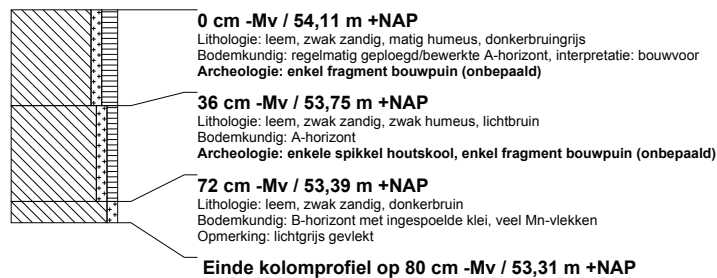 0 cm -Mv / 54,11 m +NAP
Lithologie: leem, zwak zandig, matig humeus, donkerbruingrijs
Bodemkundig: regelmatig geploegd/bewerkte A-horizont, interpretatie: bouwvoor
Archeologie: enkel fragment bouwpuin (onbepaald)
36 cm -Mv / 53,75 m +NAP
Lithologie: leem, zwak zandig, zwak humeus, lichtbruin
Bodemkundig: A-horizont
Archeologie: enkele spikkel houtskool, enkel fragment bouwpuin (onbepaald)
72 cm -Mv / 53,39 m +NAP
Lithologie: leem, zwak zandig, donkerbruin
Bodemkundig: B-horizont met ingespoelde klei, veel Mn-vlekken
Opmerking: lichtgrijs gevlekt
Einde kolomprofiel op 80 cm -Mv / 53,31 m +NAP